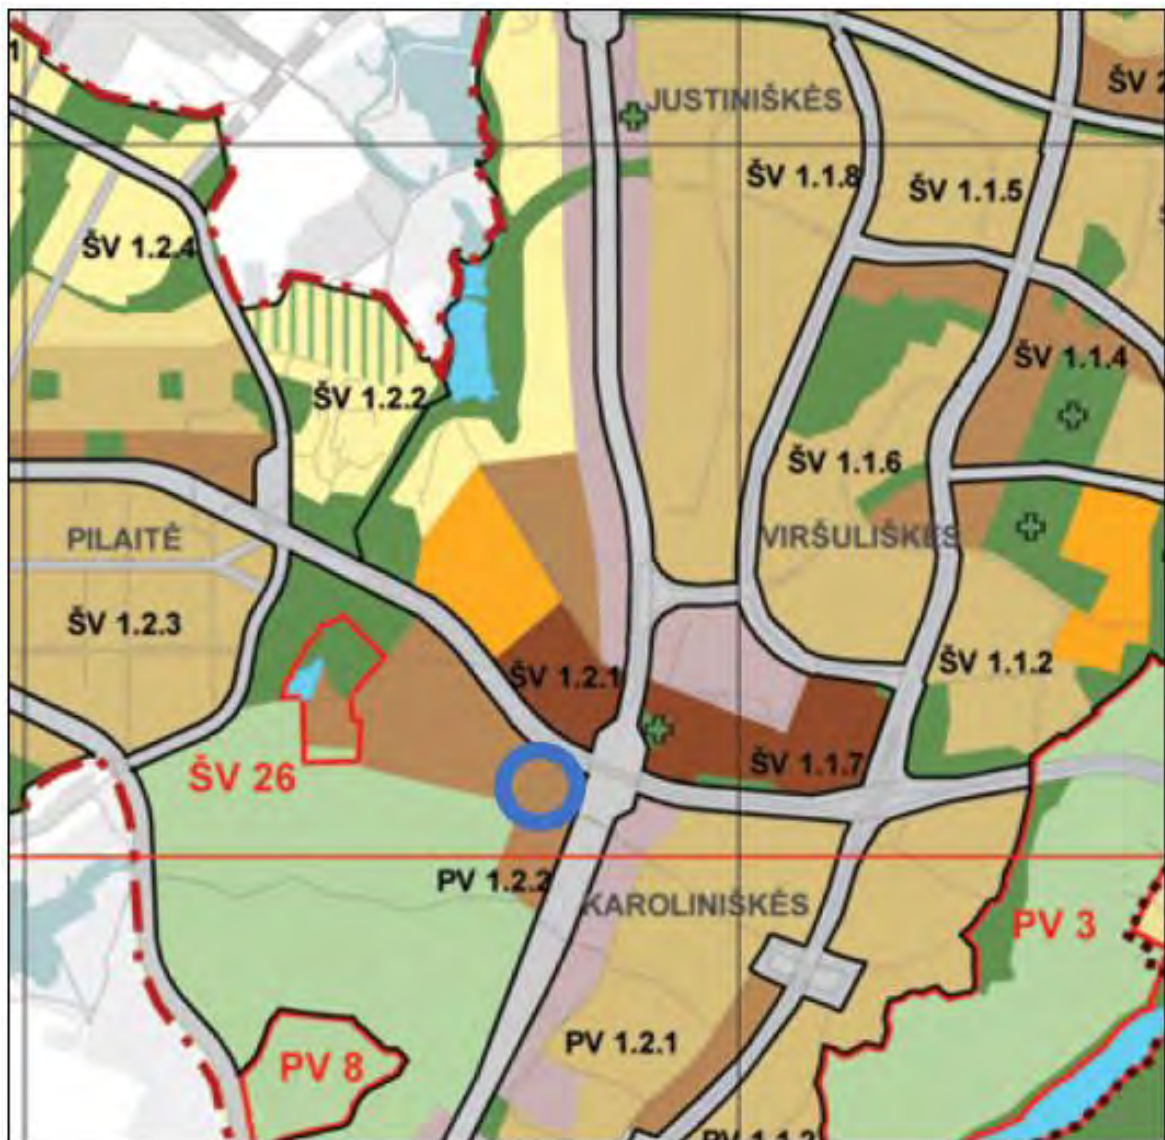 JUSTINIŠKĖS
ŠV 1.1.8
ŠV 1.1.5
ŠV 1.2.4
ŠV 1.1.4
ŠV 1.2.2
ŠV 1.1.6
PILAITĖ
VIRŠULIŠKĖS
ŠV 1.2.3
ŠV 1.2.1
ŠV 1.1.2
ŠV 26
ŠV 1.1.7
PV 1.2.2
KAROLINIŠKĖS
PV 3
PV 1.2.1
PV 8